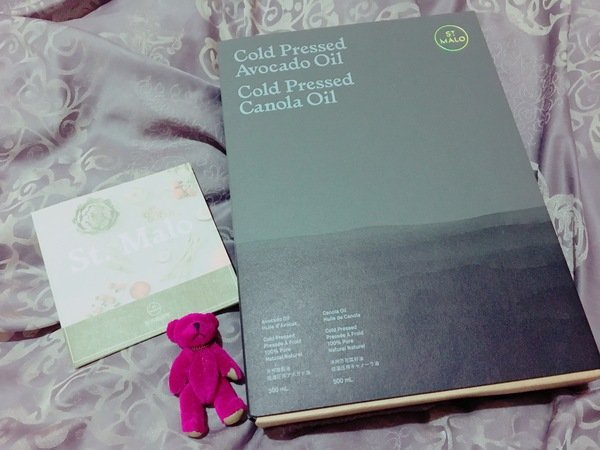 Cold Pressed
Avocado Oil
Cold Pressed
Canola Oil
ST
MALO
St. Malo
Avocado Oil
Huile d'Avocat
Cold Pressed
Pressée À Froid
100% Pure
Natural Naturel
500 mL
Canola Oil
Huile de Canola
Cold Pressed
Pressée À Froid
100% Pure
Natural Naturel
500 mL